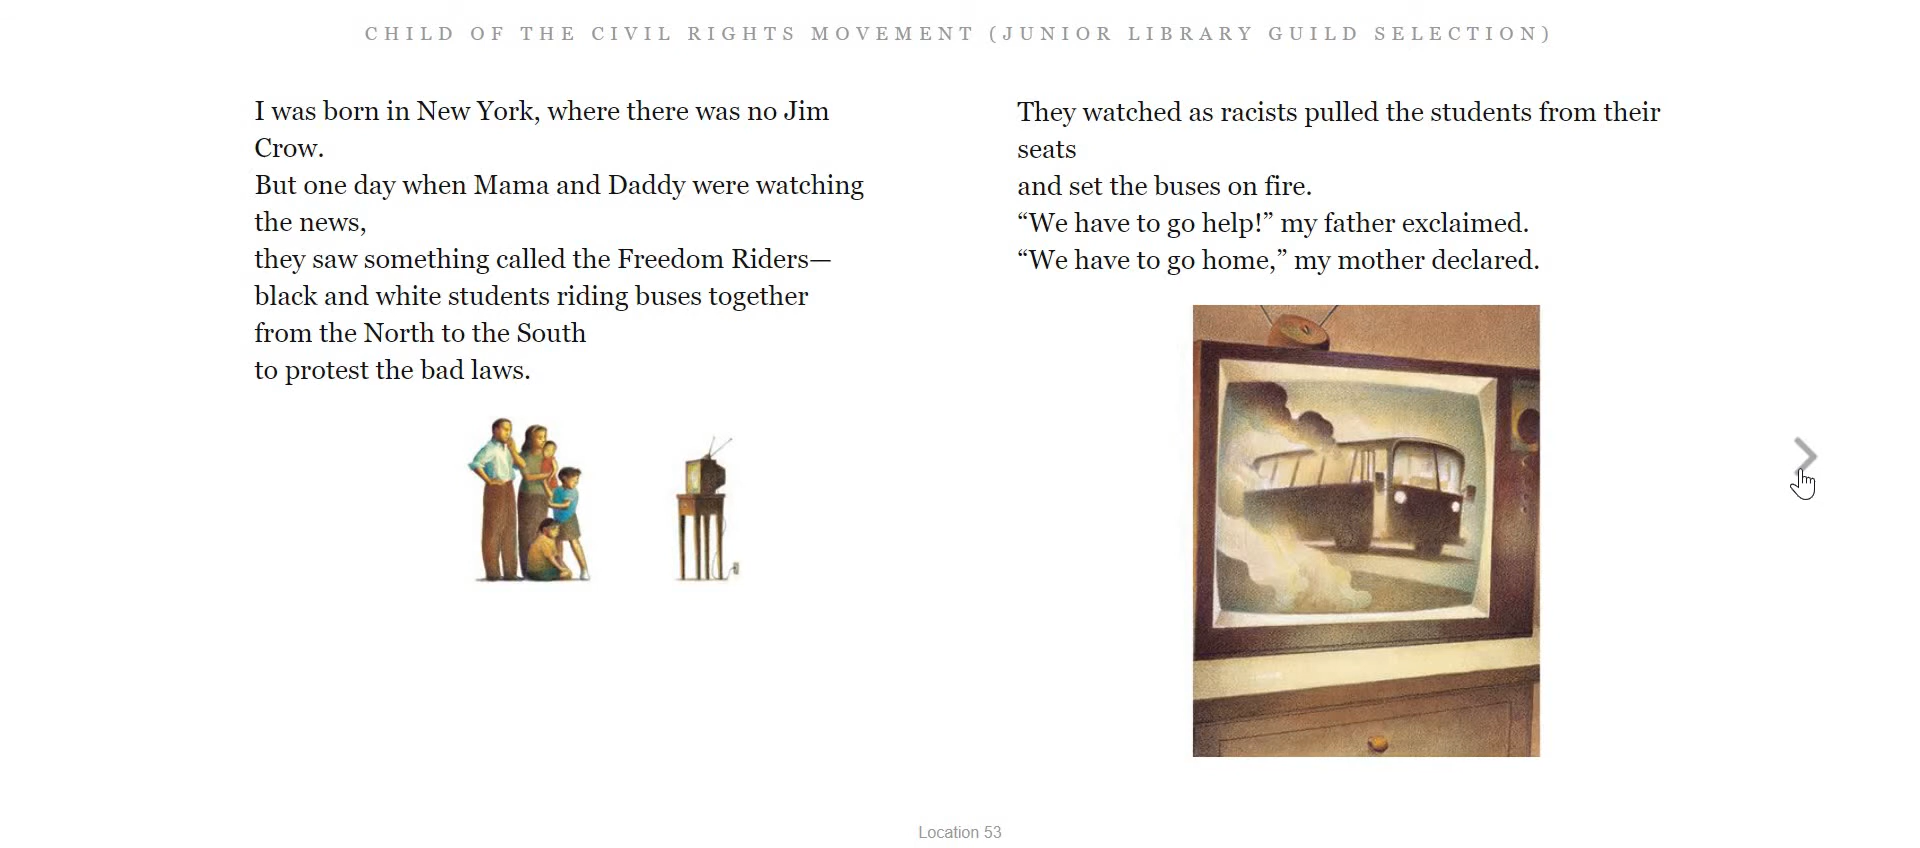 CHILD OF THE CIVIL RIGHTS MOVEMENT (JUNIOR LIBRARY GUILD SELECTION)
I was born in New York, where there was no Jim
Crow.
But one day when Mama and Daddy were watching
the news,
they saw something called the Freedom Riders—
black and white students riding buses together
from the North to the South
to protest the bad laws.
They watched as racists pulled the students from their
seats
and set the buses on fire.
“We have to go help!” my father exclaimed.
“We have to go home,” my mother declared.
Location 53